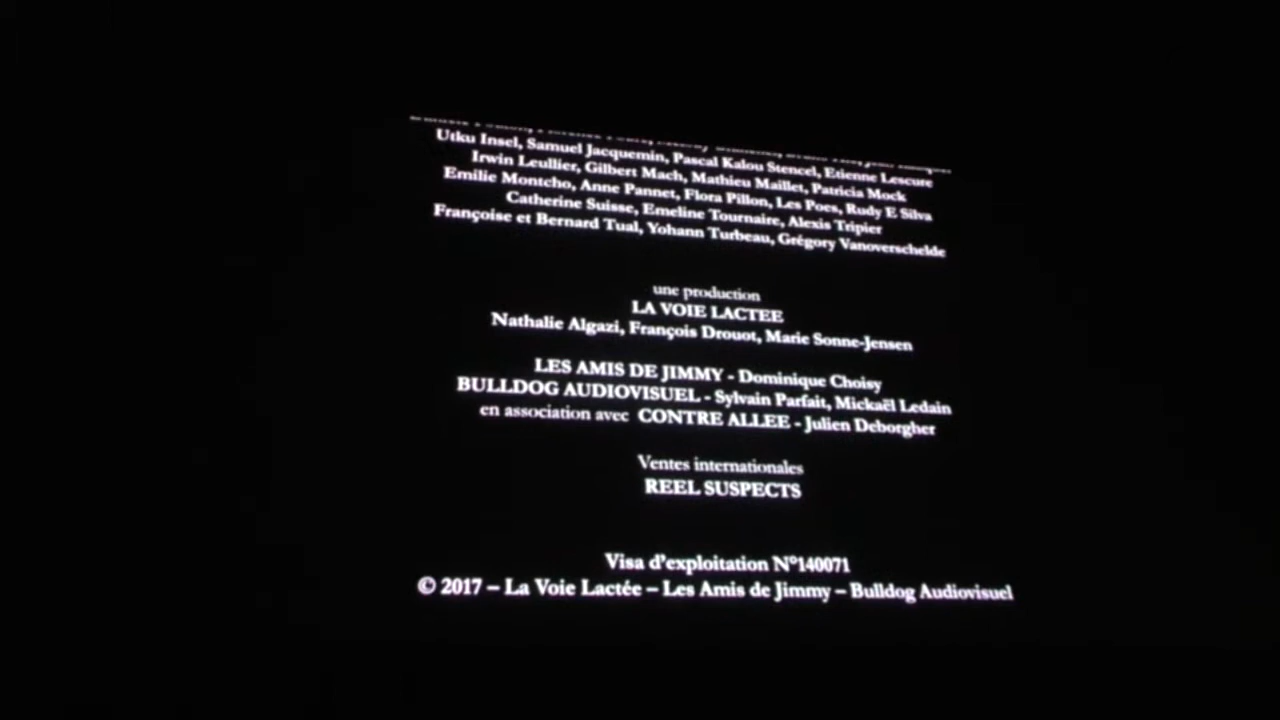 Utku Insel, Samuel Jacquemin, Pascal Kalou Stencel, Etienne Lescure
Irwin Leullier, Gilbert Mach, Mathieu Maillet, Patricia Mock
Emilie Montcho, Anne Pannet, Flora Pillon, Les Poes, Rudy E Silva
Catherine Suisse, Emeline Tournaire, Alexis Tripier
Françoise et Bernard Tual, Yohann Turbeau, Grégory Vanoverschelde
une production
LA VOIE LACTEE
Nathalie Algazi, François Drouot, Marie Sonne-Jensen
LES AMIS DE JIMMY - Dominique Choisy
BULLDOG AUDIOVISUEL - Sylvain Parfait, Mickaël Ledain
en association avec CONTRE ALLEE - Julien Deborgher
Ventes internationales
REEL SUSPECTS
Visa d'exploitation N°140071
© 2017 – La Voie Lactée – Les Amis de Jimmy – Bulldog Audiovisuel